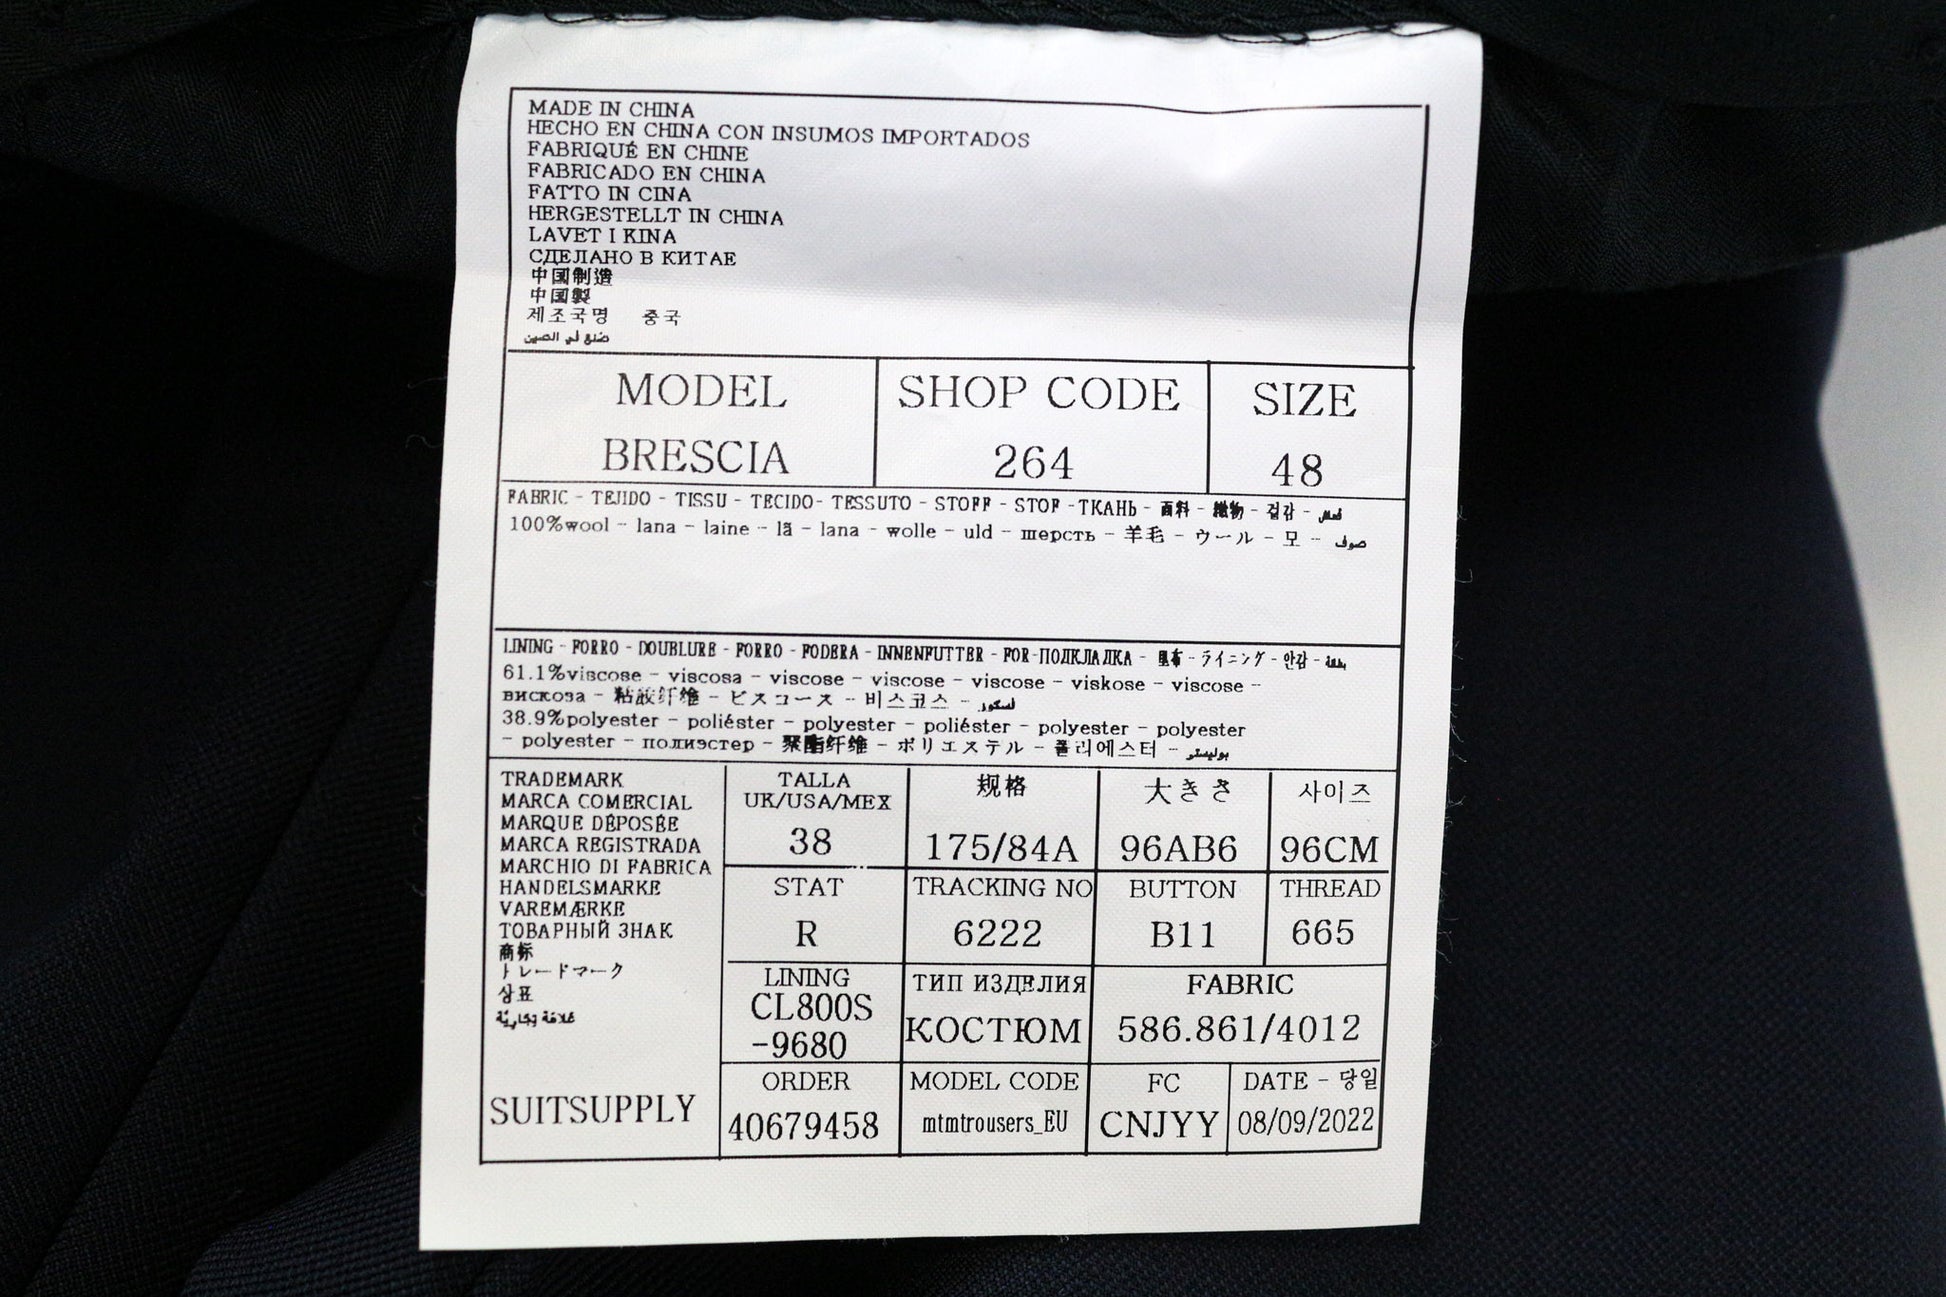 MADE IN CHINA
HECHO EN CHINA CON INSUMOS IMPORTADOS
FABRIQUÉ EN CHINE
FABRICADO EN CHINA
FATTO IN CINA
HERGESTELLT IN CHINA
LAVET I KINA
СДЕЛАНО В КИТАЕ
中国制造
中国製
제조국명 중국
صُنع في الصين
MODEL SHOP CODE SIZE
BRESCIA 264 48
FABRIC - TEJIDO - TISSU - TECIDO- TESSUTO - STOFF - STOF -ТКАНЬ - 面料 - 織物 - 겉감 - قماش
100%wool - lana - laine - lã - lana - wolle - uld - шерсть - 羊毛 - ウール - 모 - صوف
LINING - FORRO - DOUBLURE - FORRO - FODERA - INNENFUTTER - FOR-ПОДКЛАДКА - 里布 - ライニング - 안감 - بطانة
61.1%viscose - viscosa - viscose - viscose - viscose - viskose - viscose -
вискоза - 粘胶纤维 - ビスコース - 비스코스 -
38.9%polyester - poliéster - polyester - poliéster - polyester - polyester
- polyester - полиэстер - 聚酯纤维 - ポリエステル - 폴리에스터 - بوليستر
TRADEMARK
MARCA COMERCIAL
MARQUE DÉPOSÉE
MARCA REGISTRADA
MARCHIO DI FABRICA
HANDELSMARKE
VAREMÆRKE
ТОВАРНЫЙ ЗНАК
商标
トレードマーク
상표
علامة تجاريّة
SUITSUPPLY
TALLA
UK/USA/MEX 规格 大きさ 사이즈
38 175/84A 96AB6 96CM
STAT TRACKING NO BUTTON THREAD
R 6222 B11 665
LINING ТИП ИЗДЕЛИЯ FABRIC
CL800S
-9680 КОСТЮМ 586.861/4012
ORDER MODEL CODE FC DATE - 당일
40679458 mtmtrousers_EU CNJYY 08/09/2022